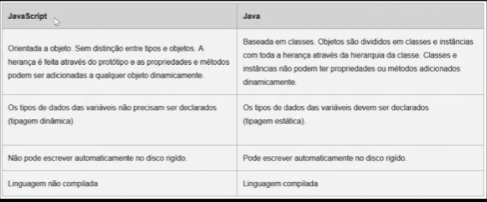 JavaScript
Java
Orientada a objeto. Sem distinção entre tipos e objetos. A
herança é feita através do protótipo e as propriedades e métodos
podem ser adicionadas a qualquer objeto dinamicamente.
Baseada em classes. Objetos são divididos em classes e instâncias
com toda a herança através da hierarquia da classe. Classes e
instâncias não podem ter propriedades ou métodos adicionados
dinamicamente.
Os tipos de dados das variáveis não precisam ser declarados
(tipagem dinâmica)
Os tipos de dados das variáveis devem ser declarados
(tipagem estática).
Não pode escrever automaticamente no disco rígido.
Pode escrever automaticamente no disco rígido.
Linguagem não compilada
Linguagem compilada